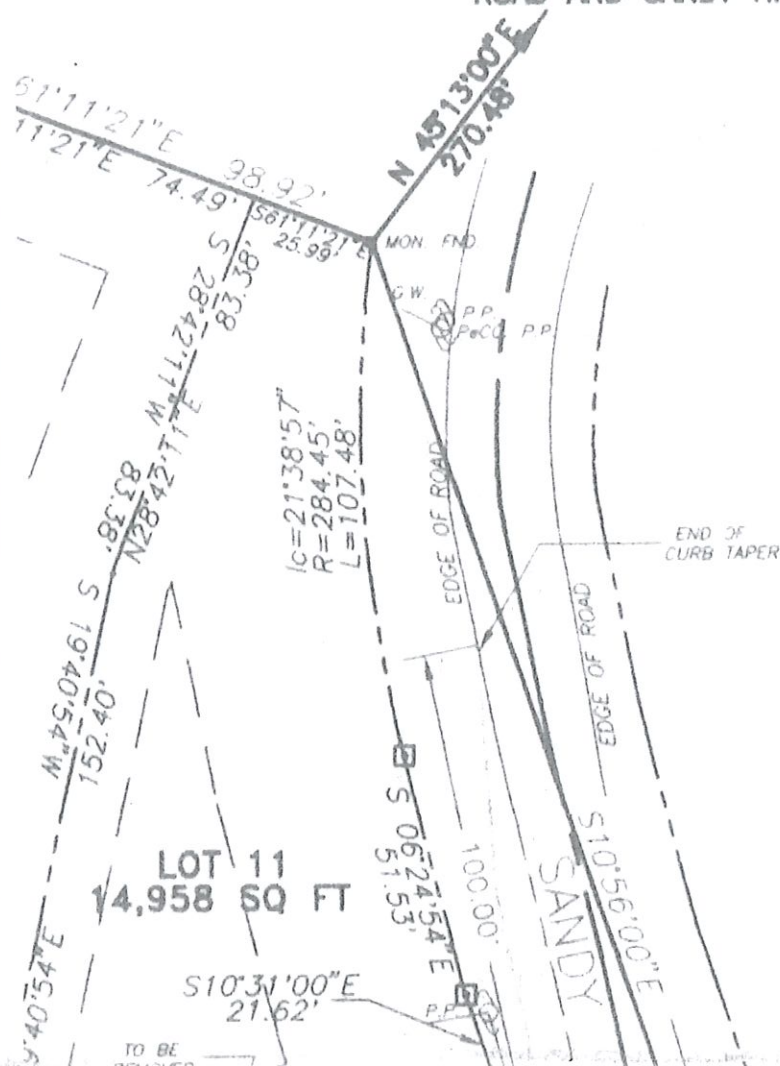 61°11'21"E
11'21"E
74.49'
98.92'
S61°11'21"E
25.99'
N 45°13'00"E
270.48'
MON. FND.
G.W.
P.P.
PeCO. P.P.
S 28°42'11" W
83.38'
N28°42'11"E
83.38'
Ic=21°38'57"
R=284.45'
L=107.48'
EDGE OF ROAD
END OF
CURB TAPER
EDGE OF ROAD
S 19°40'54" W
152.40'
LOT 11
14,958 SQ FT
S 06°24'54"E
51.53'
100.00'
SANDY
S10°56'00"E
9°40'54"E
S10°31'00"E
21.62'
P.P.
TO BE